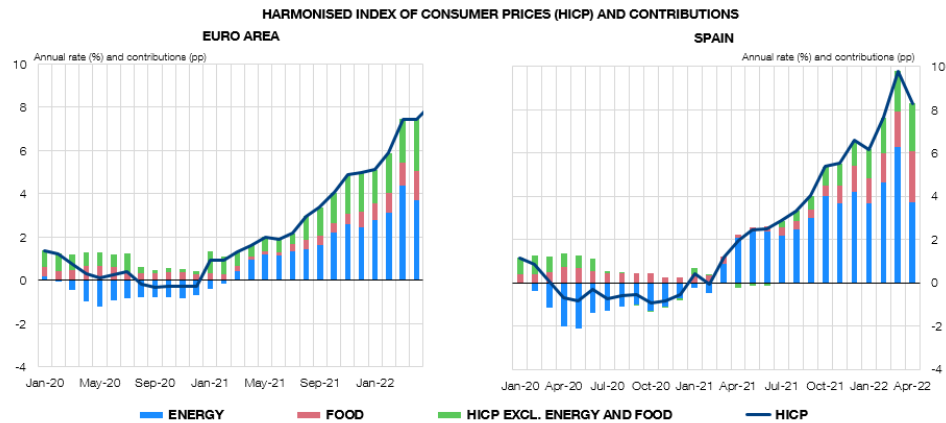 HARMONISED INDEX OF CONSUMER PRICES (HICP) AND CONTRIBUTIONS
EURO AREA
Annual rate (%) and contributions (pp)
10
8
6
4
2
0
-2
-4
Jan-20 May-20 Sep-20 Jan-21 May-21 Sep-21 Jan-22
SPAIN
Annual rate (%) and contributions (pp)
10
8
6
4
2
0
-2
-4
Jan-20 Apr-20 Jul-20 Oct-20 Jan-21 Apr-21 Jul-21 Oct-21 Jan-22 Apr-22
ENERGY FOOD HICP EXCL. ENERGY AND FOOD HICP